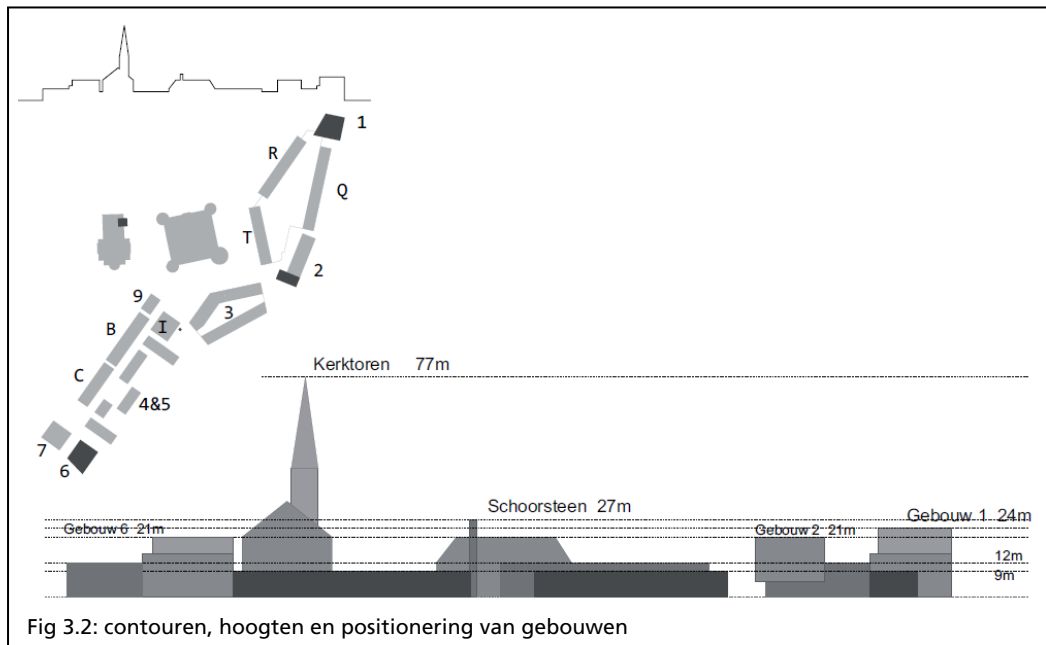 1
R
Q
T
2
9
3
B
I
C
4&5
7
6
Kerktoren 77m
Schoorsteen 27m
Gebouw 1 24m
Gebouw 6 21m
Gebouw 2 21m
12m
9m
Fig 3.2: contouren, hoogten en positionering van gebouwen